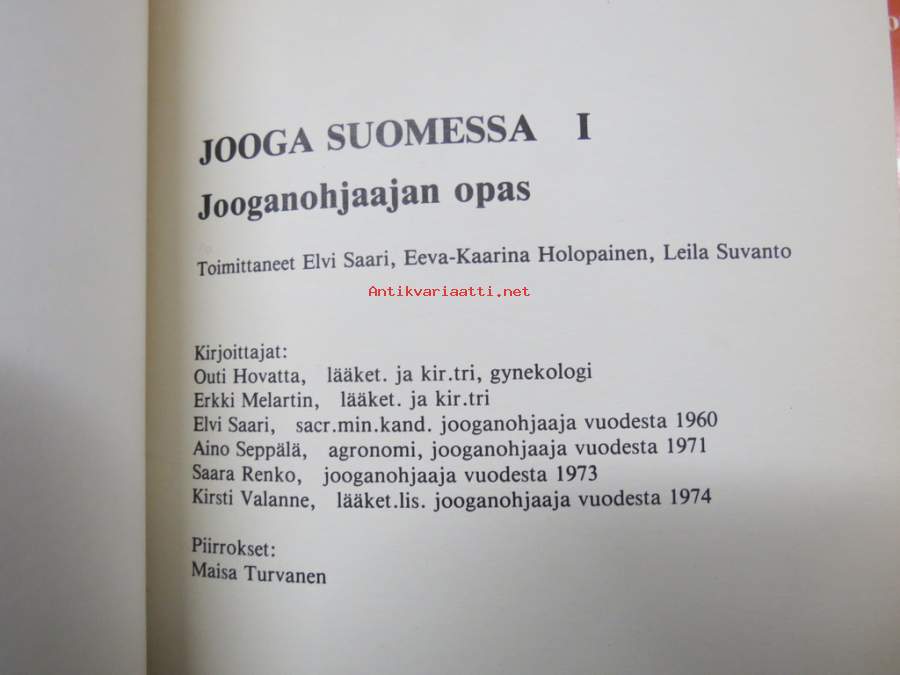 JOOGA SUOMESSA I
Jooganohjaajan opas
Toimittaneet Elvi Saari, Eeva-Kaarina Holopainen, Leila Suvanto
Antikvariaatti.net
Kirjoittajat:
Outi Hovatta, lääket. ja kir.tri, gynekologi
Erkki Melartin, lääket. ja kir.tri
Elvi Saari, sacr.min.kand. jooganohjaaja vuodesta 1960
Aino Seppälä, agronomi, jooganohjaaja vuodesta 1971
Saara Renko, jooganohjaaja vuodesta 1973
Kirsti Valanne, lääket.lis. jooganohjaaja vuodesta 1974
Piirrokset:
Maisa Turvanen